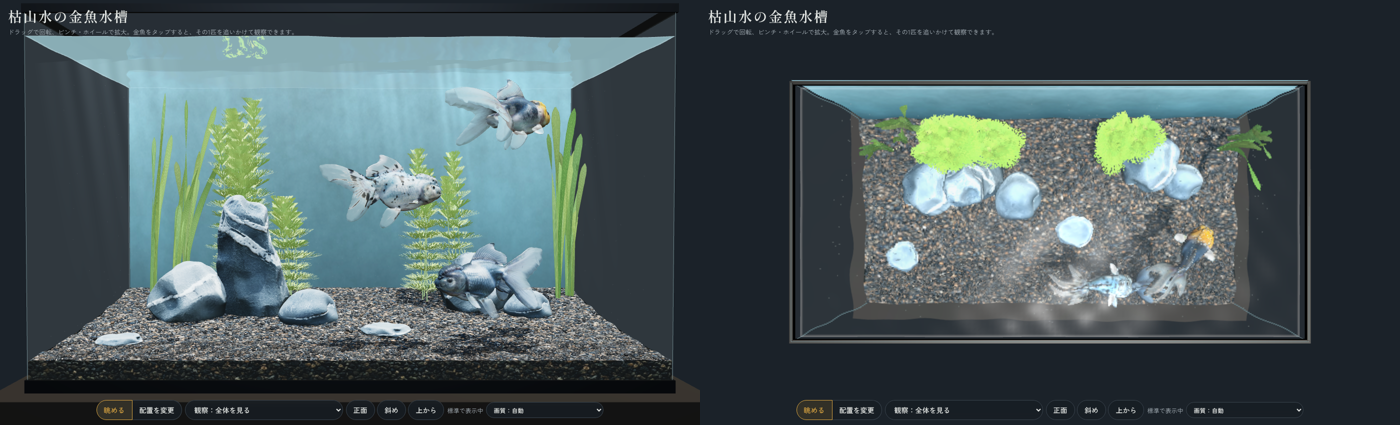 枯山水の金魚水槽
ドラッグで回転、ピンチ・ホイールで拡大。金魚をタップすると、その1匹を追いかけて観察できます。
眺める 配置を変更 観察：全体を見る 正面 斜め 上から 標準で表示中 画質：自動
枯山水の金魚水槽
ドラッグで回転、ピンチ・ホイールで拡大。金魚をタップすると、その1匹を追いかけて観察できます。
眺める 配置を変更 観察：全体を見る 正面 斜め 上から 標準で表示中 画質：自動